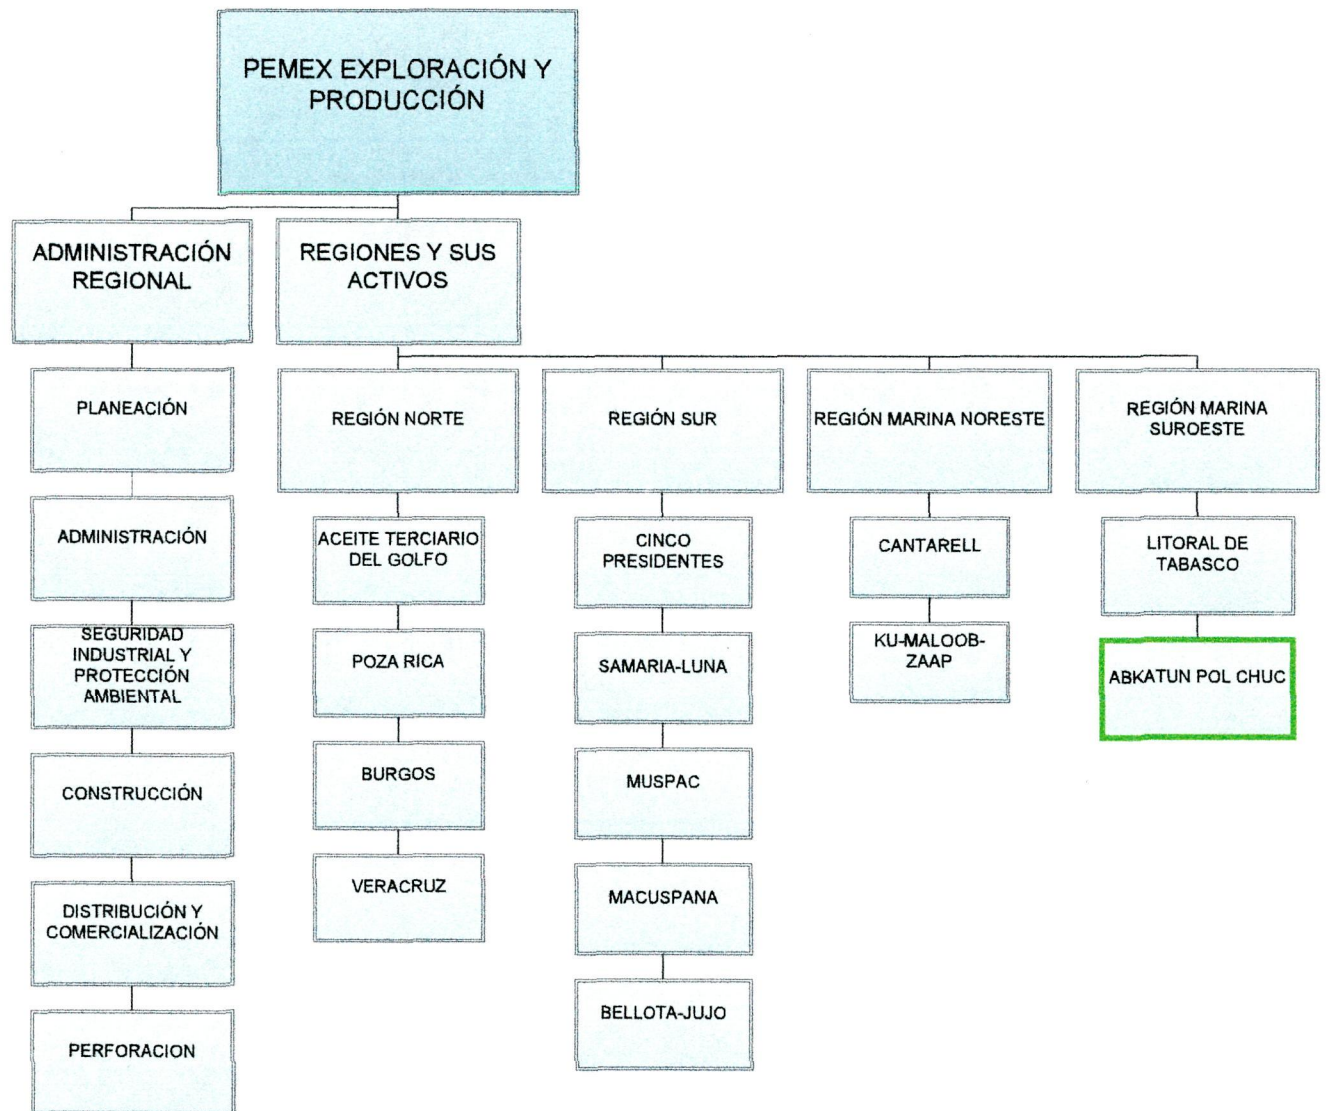 PEMEX EXPLORACIÓN Y
PRODUCCIÓN
ADMINISTRACIÓN
REGIONAL
REGIONES Y SUS
ACTIVOS
PLANEACIÓN
ADMINISTRACIÓN
SEGURIDAD
INDUSTRIAL Y
PROTECCIÓN
AMBIENTAL
CONSTRUCCIÓN
DISTRIBUCIÓN Y
COMERCIALIZACIÓN
PERFORACION
REGIÓN NORTE
ACEITE TERCIARIO
DEL GOLFO
POZA RICA
BURGOS
VERACRUZ
REGIÓN SUR
CINCO
PRESIDENTES
SAMARIA-LUNA
MUSPAC
MACUSPANA
BELLOTA-JUJO
REGIÓN MARINA NORESTE
CANTARELL
KU-MALOOB-
ZAAP
REGIÓN MARINA
SUROESTE
LITORAL DE
TABASCO
ABKATUN POL CHUC